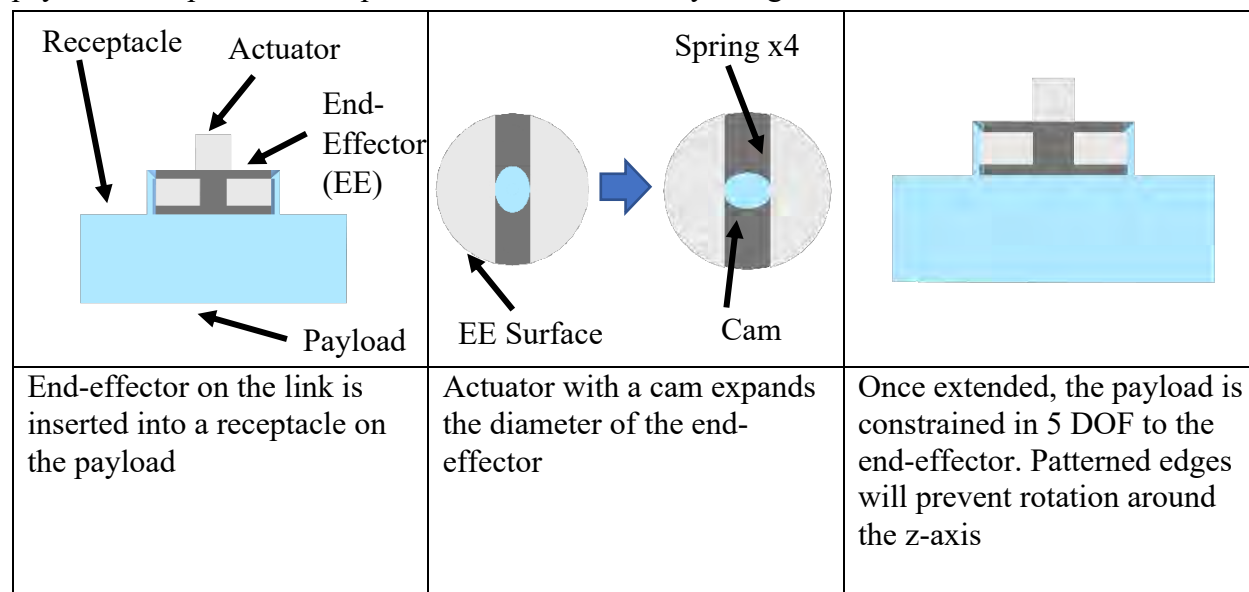 Receptacle
Actuator
End-
Effector
(EE)
Payload
Spring x4
EE Surface
Cam
End-effector on the link is
inserted into a receptacle on
the payload
Actuator with a cam expands
the diameter of the end-
effector
Once extended, the payload is
constrained in 5 DOF to the
end-effector. Patterned edges
will prevent rotation around
the z-axis